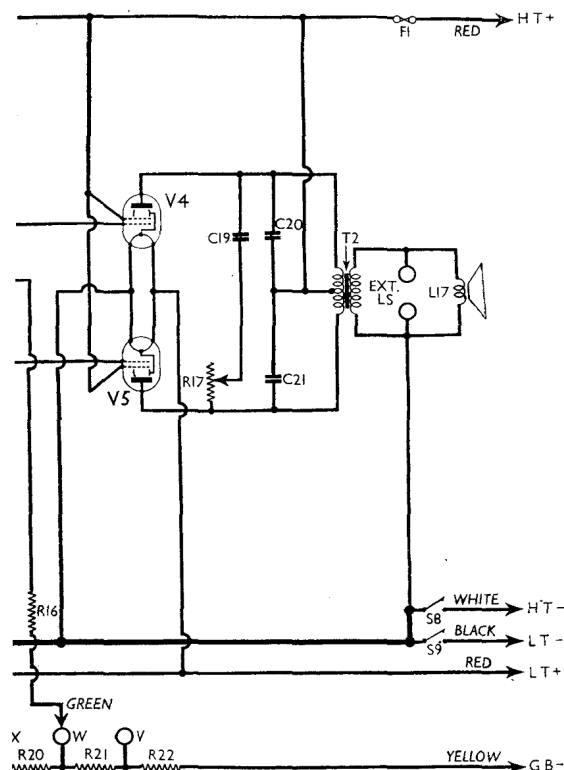 F1 RED HT+
V4
C19 C20 T2
EXT. LS L17
R17 C21
V5
R16 WHITE HT-
S8
BLACK LT-
S9
RED LT+
GREEN
X W V
R20 R21 R22 YELLOW GB-